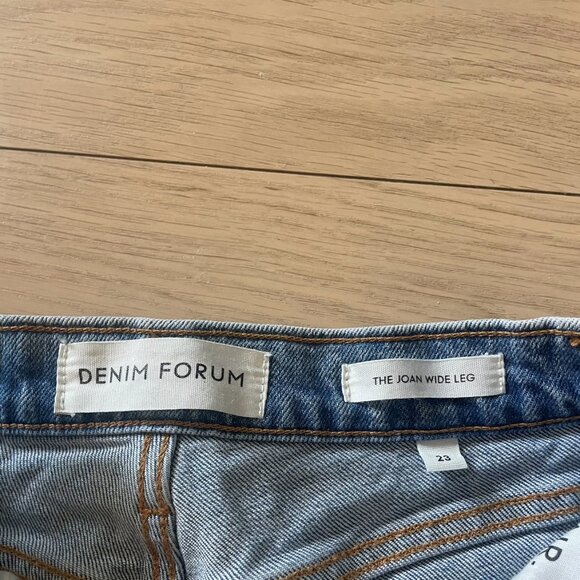 DENIM FORUM
THE JOAN WIDE LEG
23